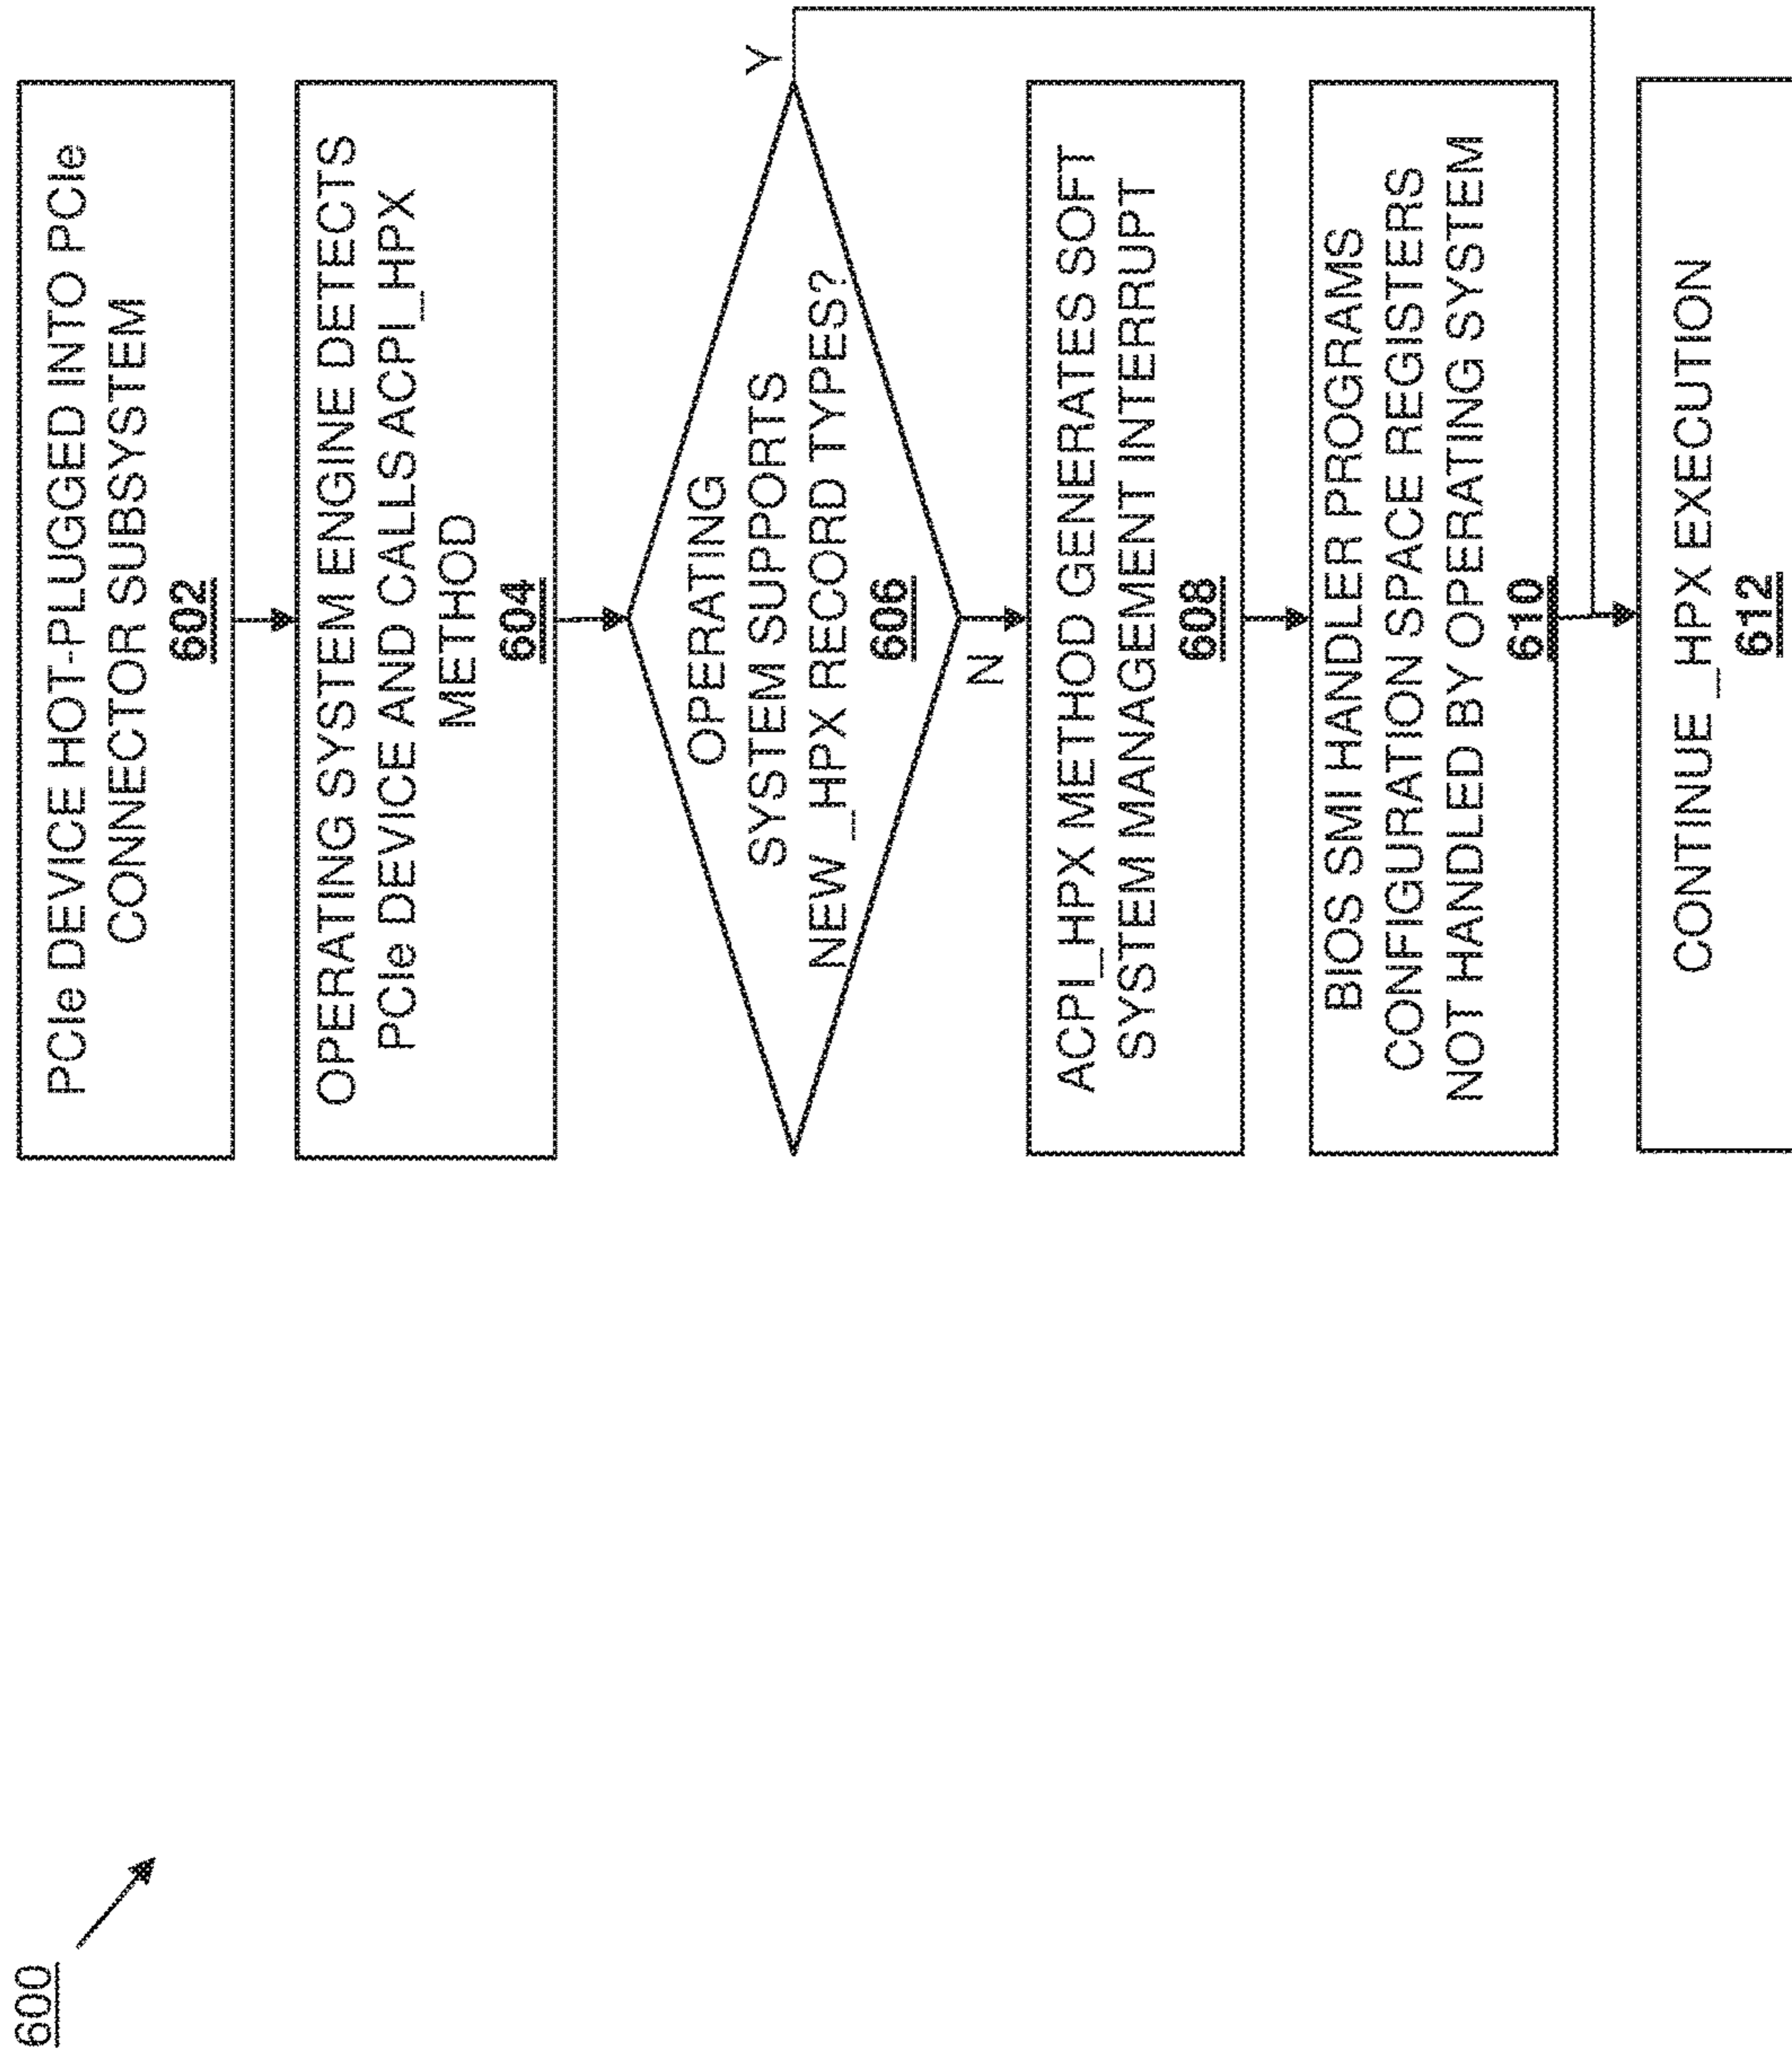 600
PCIe DEVICE HOT-PLUGGED INTO PCIe
CONNECTOR SUBSYSTEM
602
OPERATING SYSTEM ENGINE DETECTS
PCIe DEVICE AND CALLS ACPI_HPX
METHOD
604
OPERATING
SYSTEM SUPPORTS
NEW _HPX RECORD TYPES?
606
Y
N
ACPI_HPX METHOD GENERATES SOFT
SYSTEM MANAGEMENT INTERRUPT
608
BIOS SMI HANDLER PROGRAMS
CONFIGURATION SPACE REGISTERS
NOT HANDLED BY OPERATING SYSTEM
610
CONTINUE _HPX EXECUTION
612